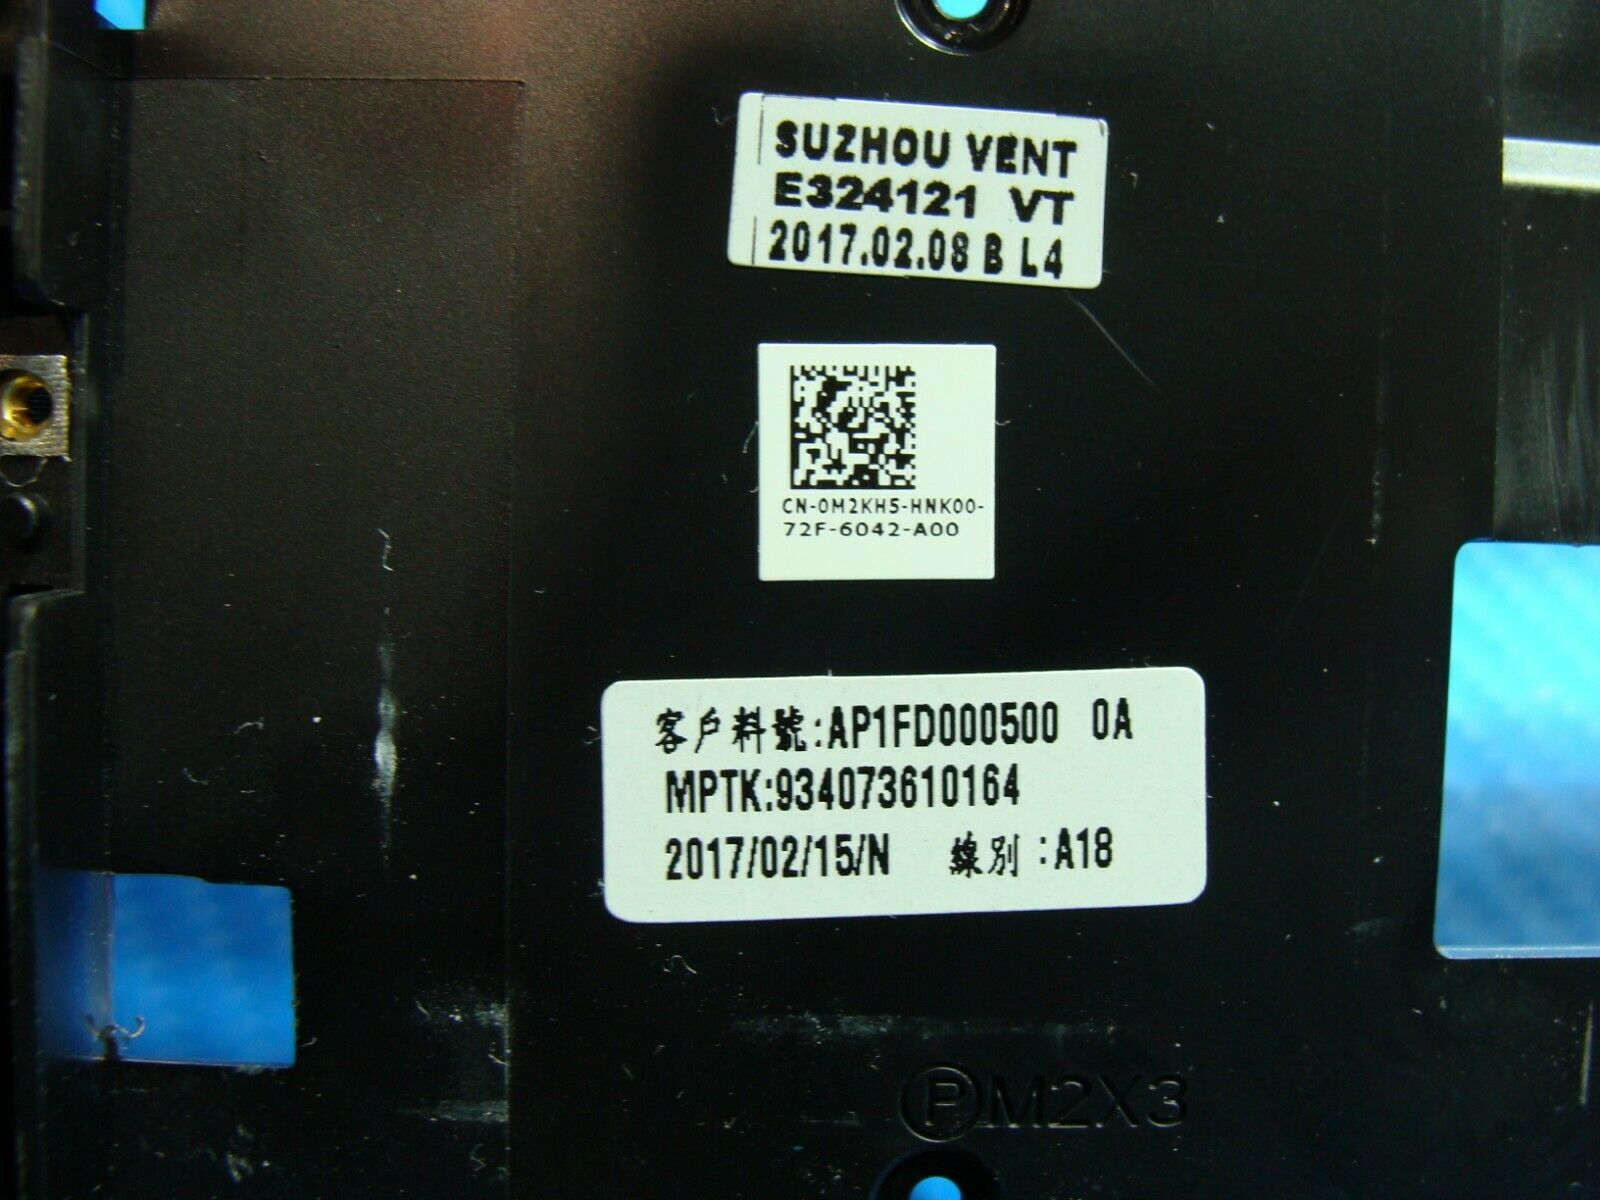 SUZHOU VENT
E324121 VT
2017.02.08 B L4
CN-0M2KH5-HNK00-
72F-6042-A00
客戶料號:AP1FD000500 0A
MPTK:934073610164
2017/02/15/N 線別:A18
P M2X3